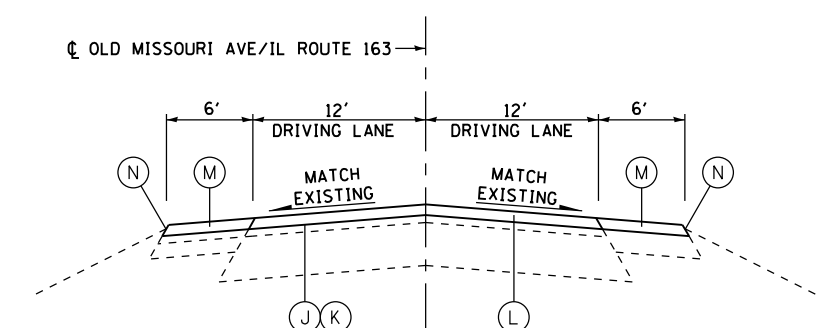 ℄ OLD MISSOURI AVE/IL ROUTE 163
6' 12' 12' 6'
DRIVING LANE DRIVING LANE
N M MATCH MATCH M N
EXISTING EXISTING
J K L